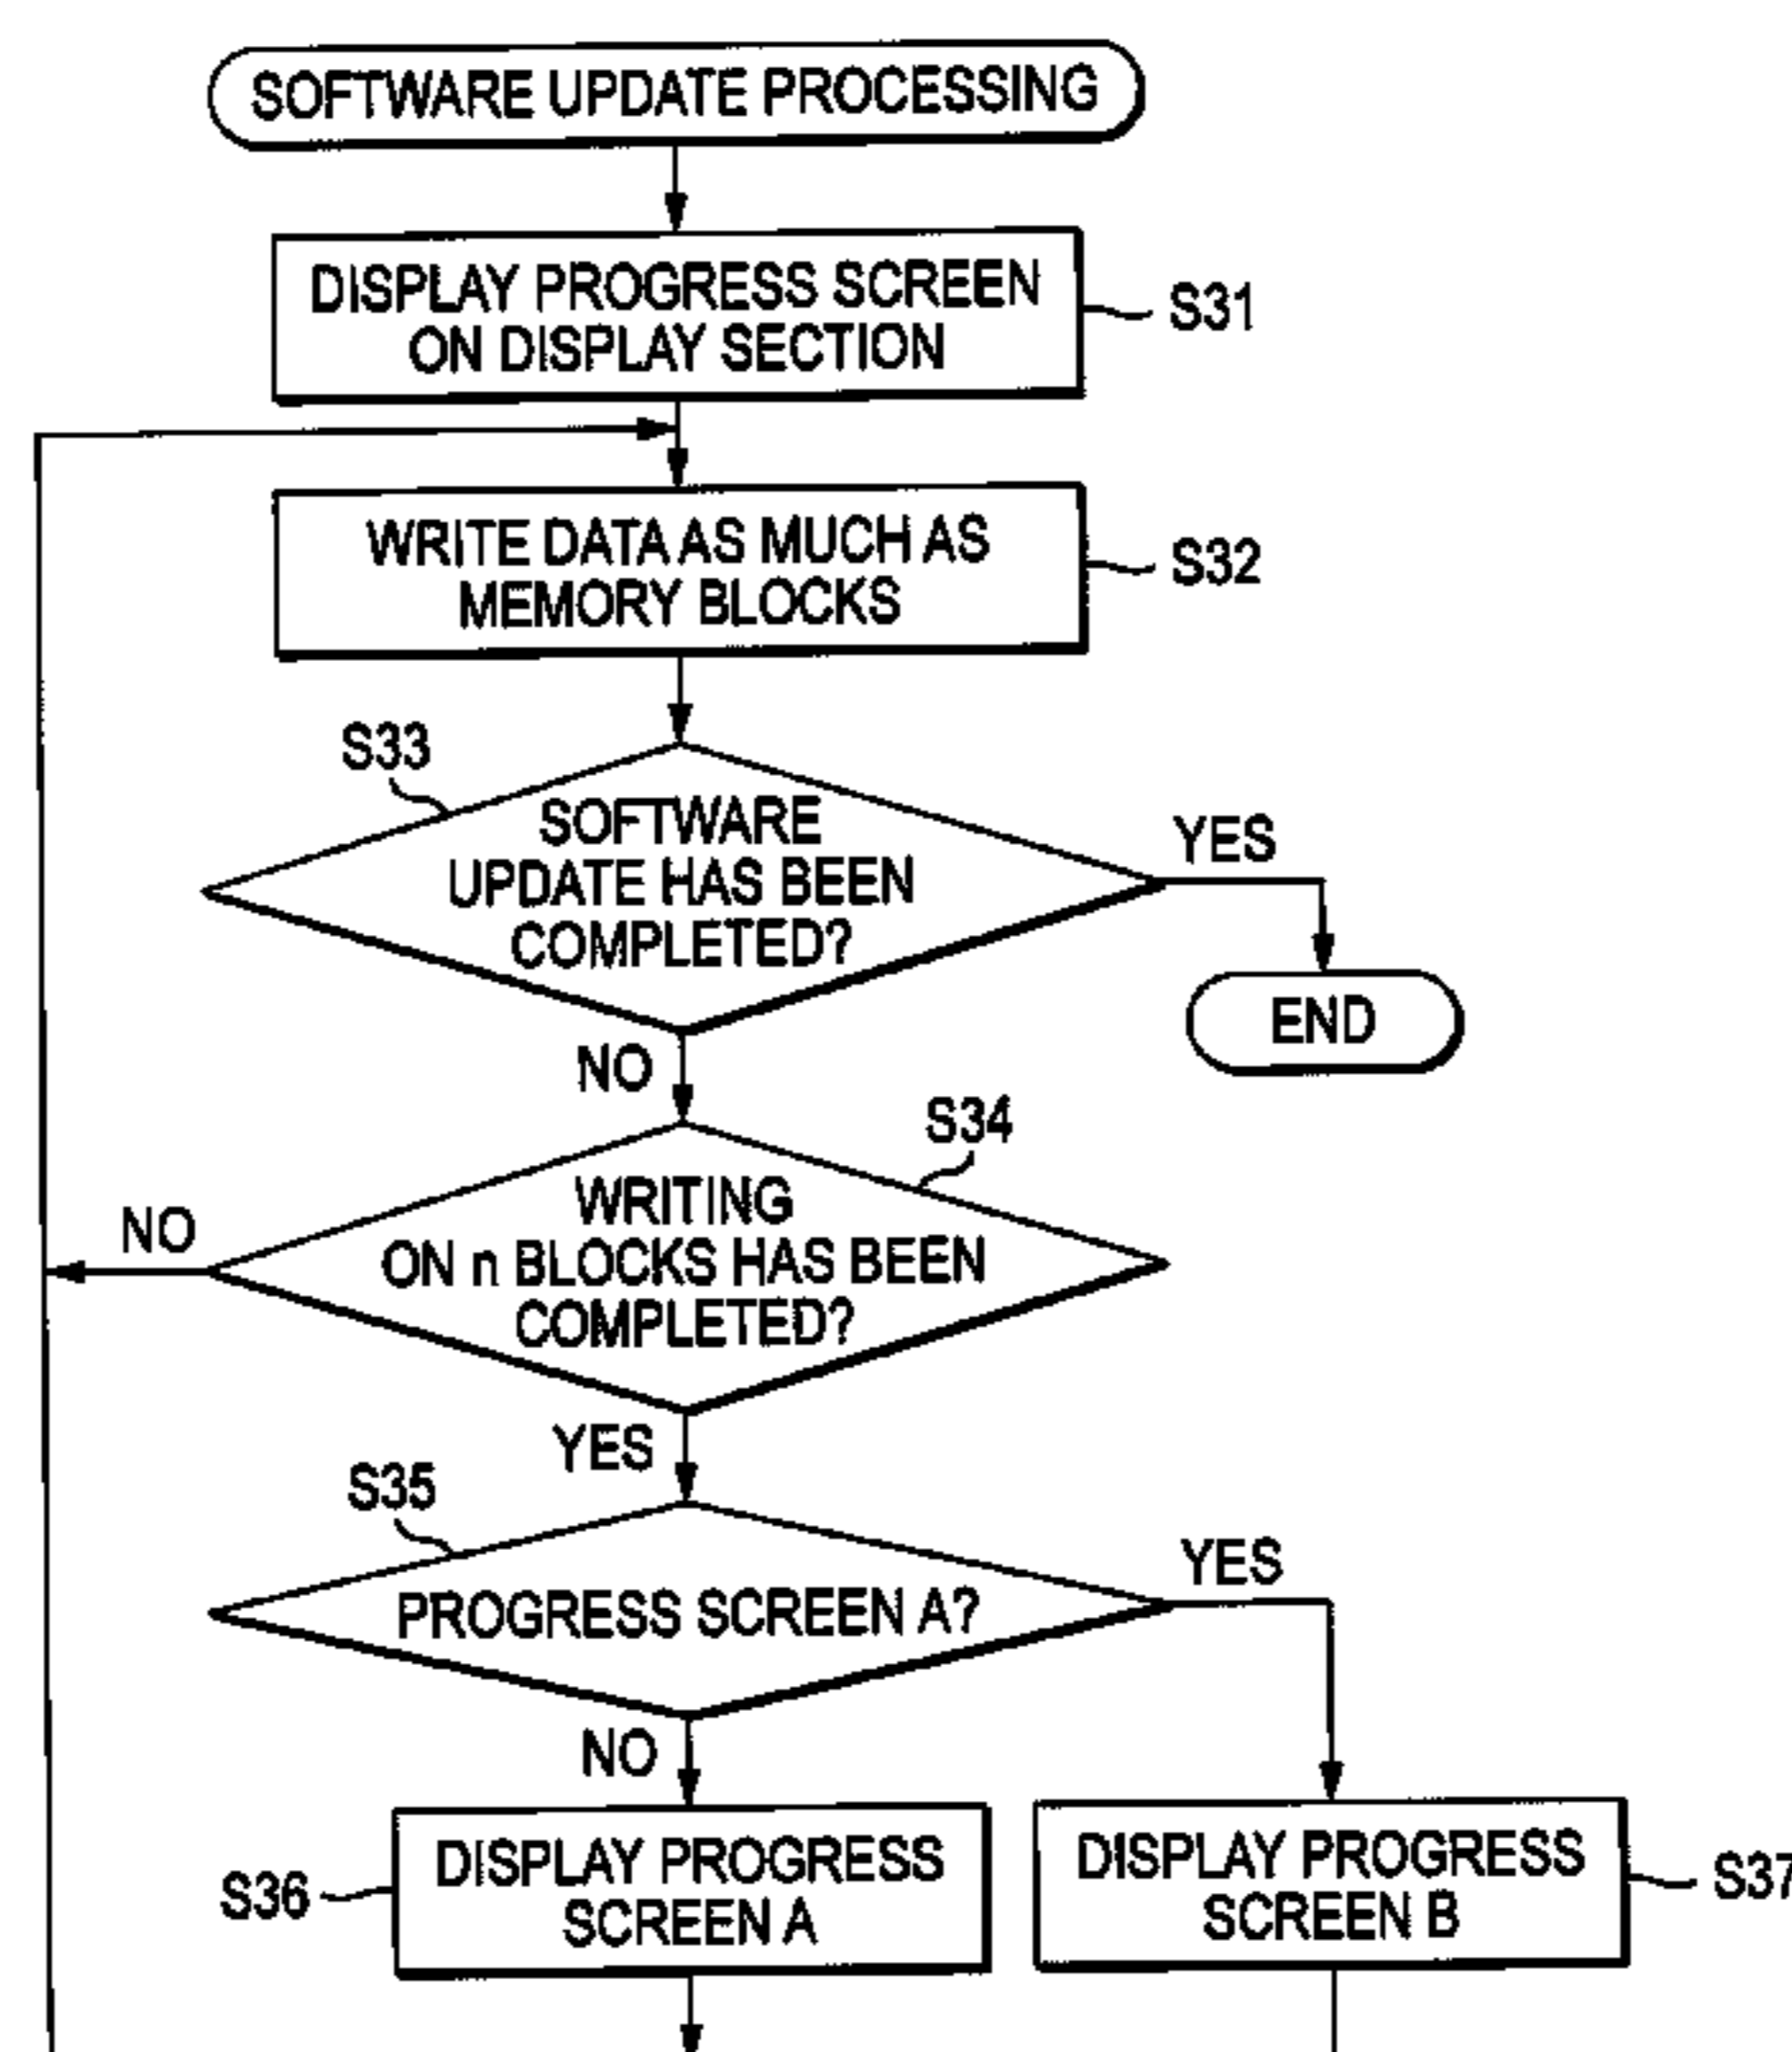 SOFTWARE UPDATE PROCESSING
DISPLAY PROGRESS SCREEN
ON DISPLAY SECTION
S31
WRITE DATA AS MUCH AS
MEMORY BLOCKS
S32
S33
SOFTWARE
UPDATE HAS BEEN
COMPLETED?
YES
END
NO
S34
WRITING
ON n BLOCKS HAS BEEN
COMPLETED?
NO
YES
S35
PROGRESS SCREEN A?
YES
NO
S36
DISPLAY PROGRESS
SCREEN A
DISPLAY PROGRESS
SCREEN B
S37